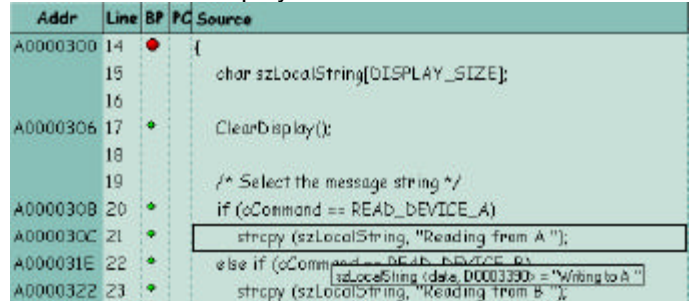 Addr Line BP PC Source
A0000300 14 {
15 char szLocalString[DISPLAY_SIZE];
16
A0000306 17 ClearDisplay();
18
19 /* Select the message string */
A000030B 20 if (cCommand == READ_DEVICE_A)
A000030C 21 strcpy (szLocalString, "Reading from A ");
A000031E 22 else if (cCommand == READ_DEVICE_B)
szLocalString (data, D0003390) = "Writing to A "
A0000322 23 strcpy (szLocalString, "Reading from B ");